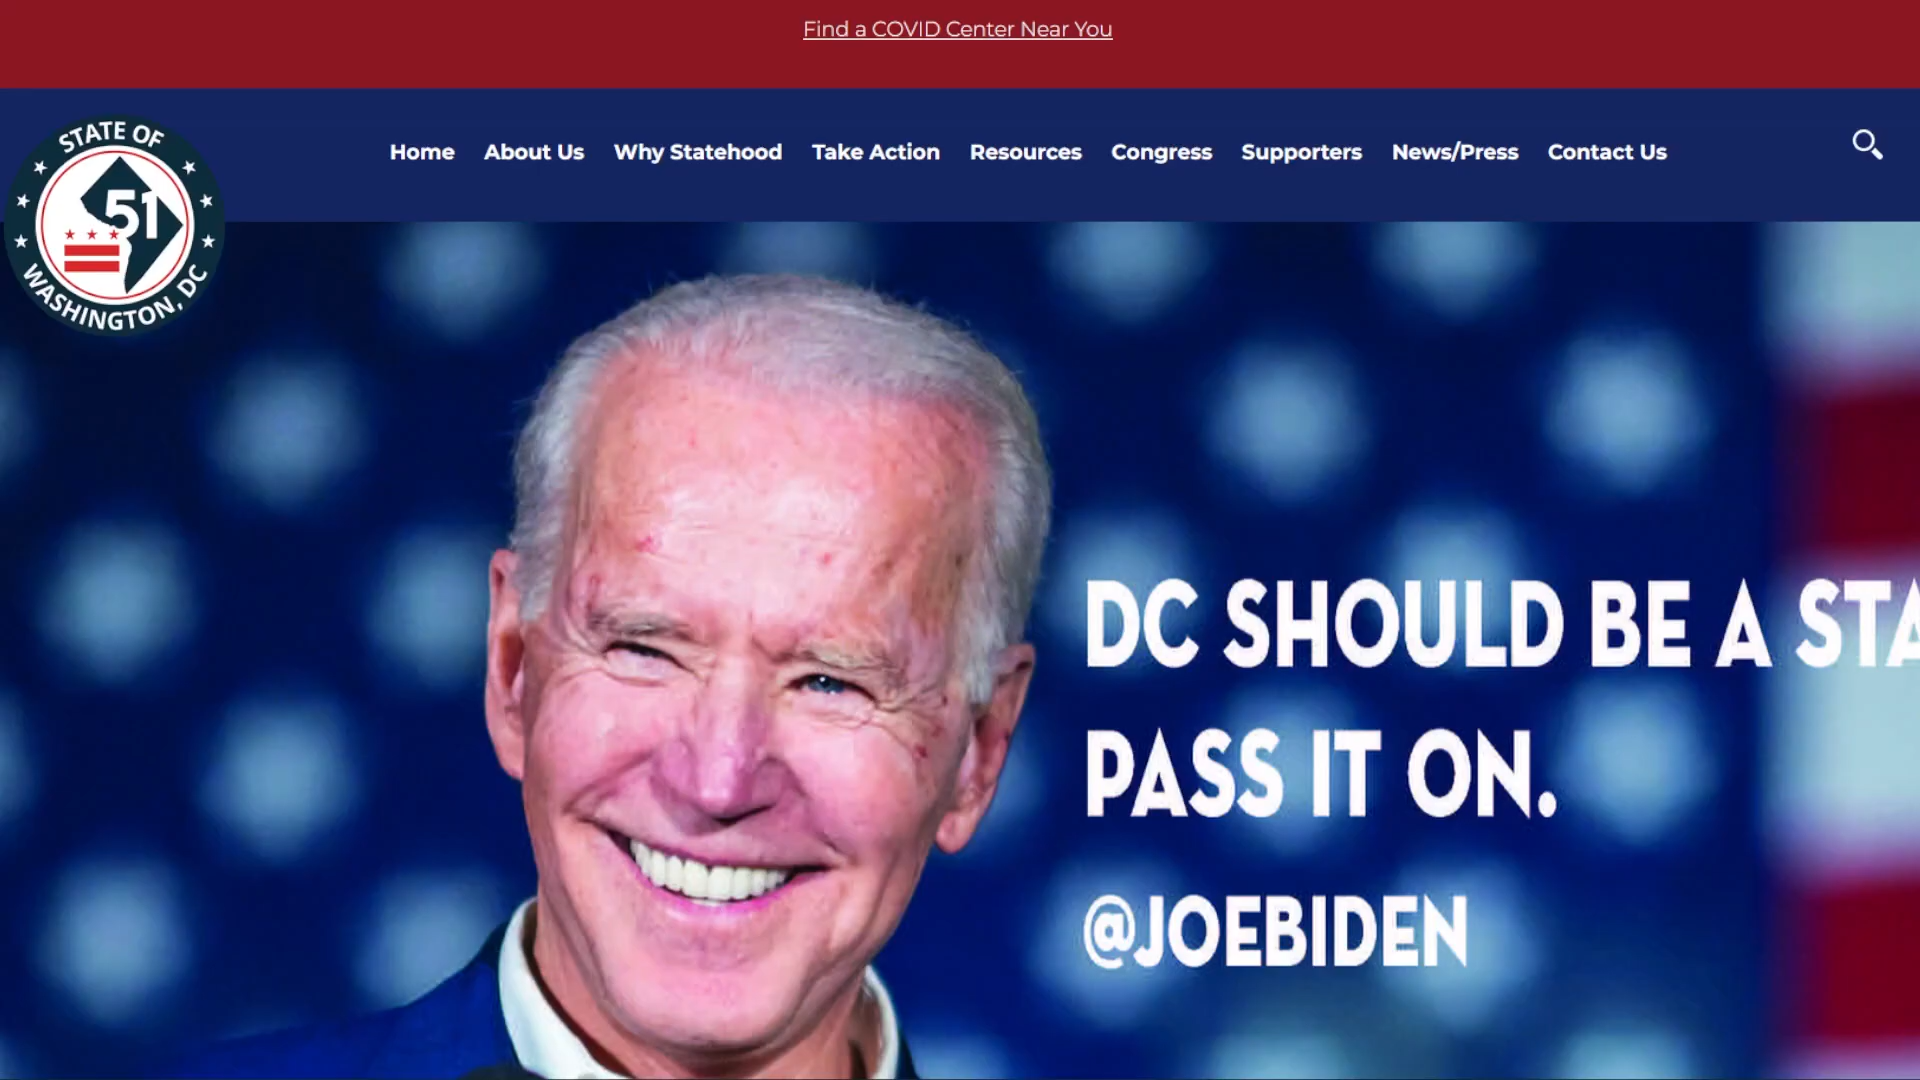 Find a COVID Center Near You
STATE OF
51
WASHINGTON, DC
Home About Us Why Statehood Take Action Resources Congress Supporters News/Press Contact Us
DC SHOULD BE A STA
PASS IT ON.
@JOEBIDEN